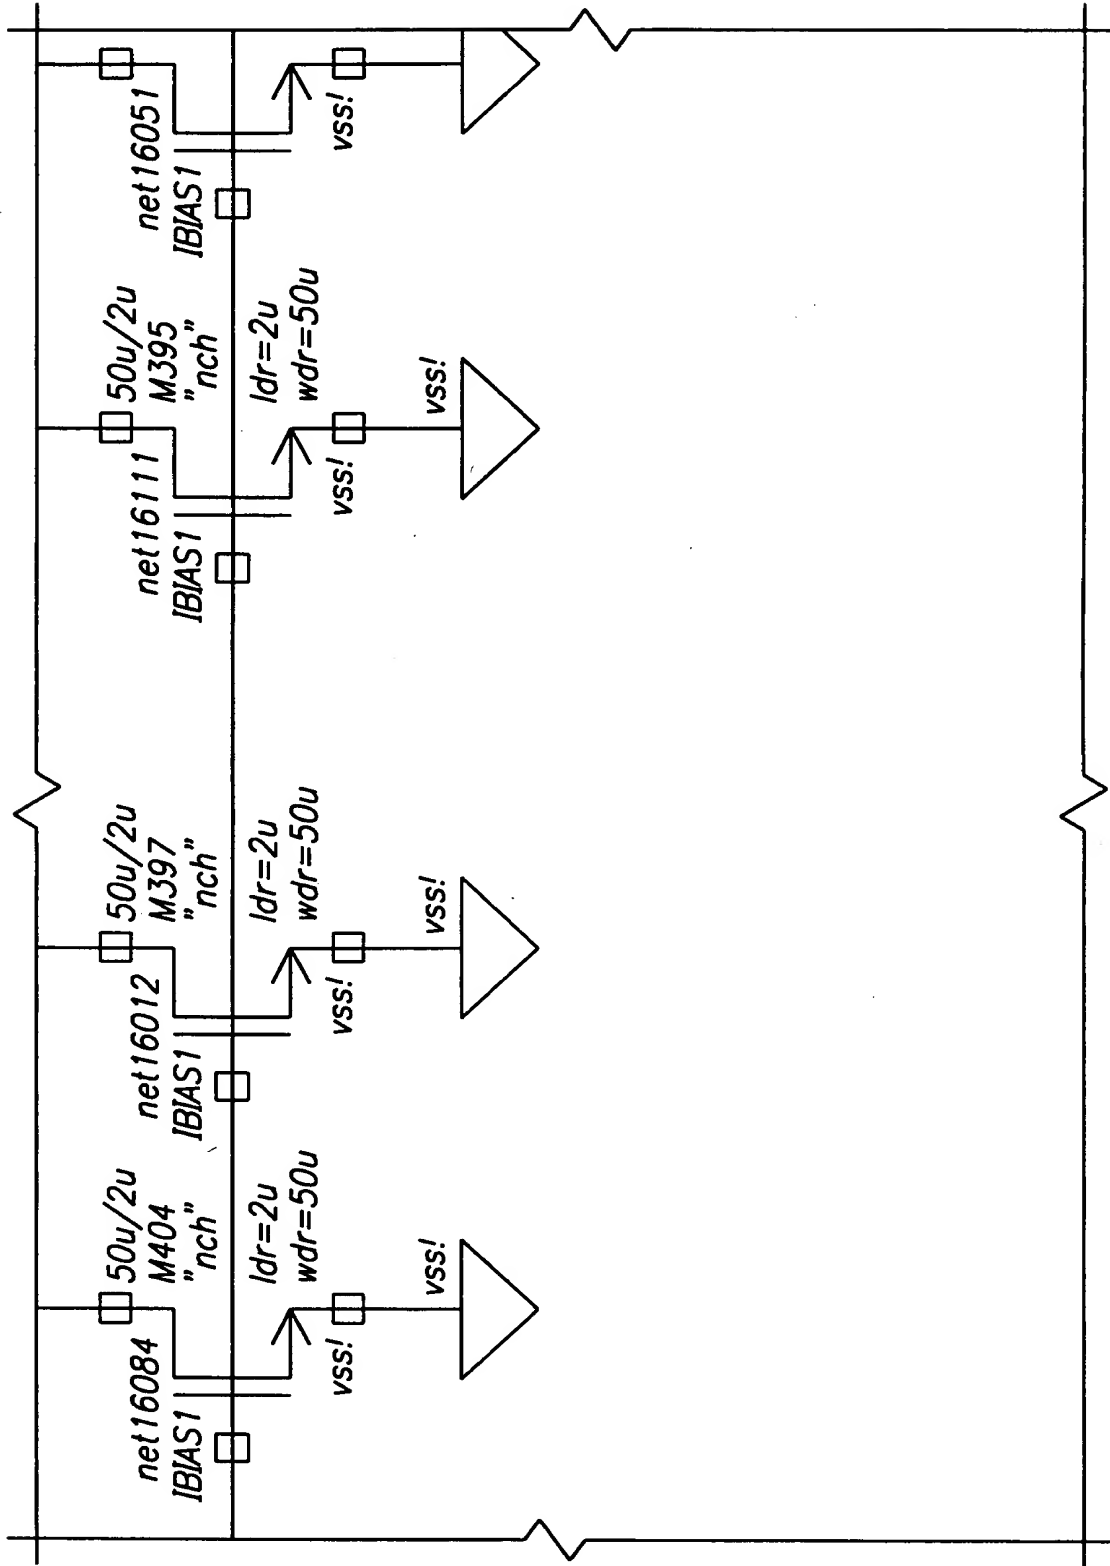 net16084
IBIAS1
50u/2u
M404
"nch"
ldr=2u
wdr=50u
vss!
vss!
net16012
IBIAS1
50u/2u
M397
"nch"
ldr=2u
wdr=50u
vss!
vss!
net16111
IBIAS1
50u/2u
M395
"nch"
ldr=2u
wdr=50u
vss!
vss!
net16051
IBIAS1
vss!